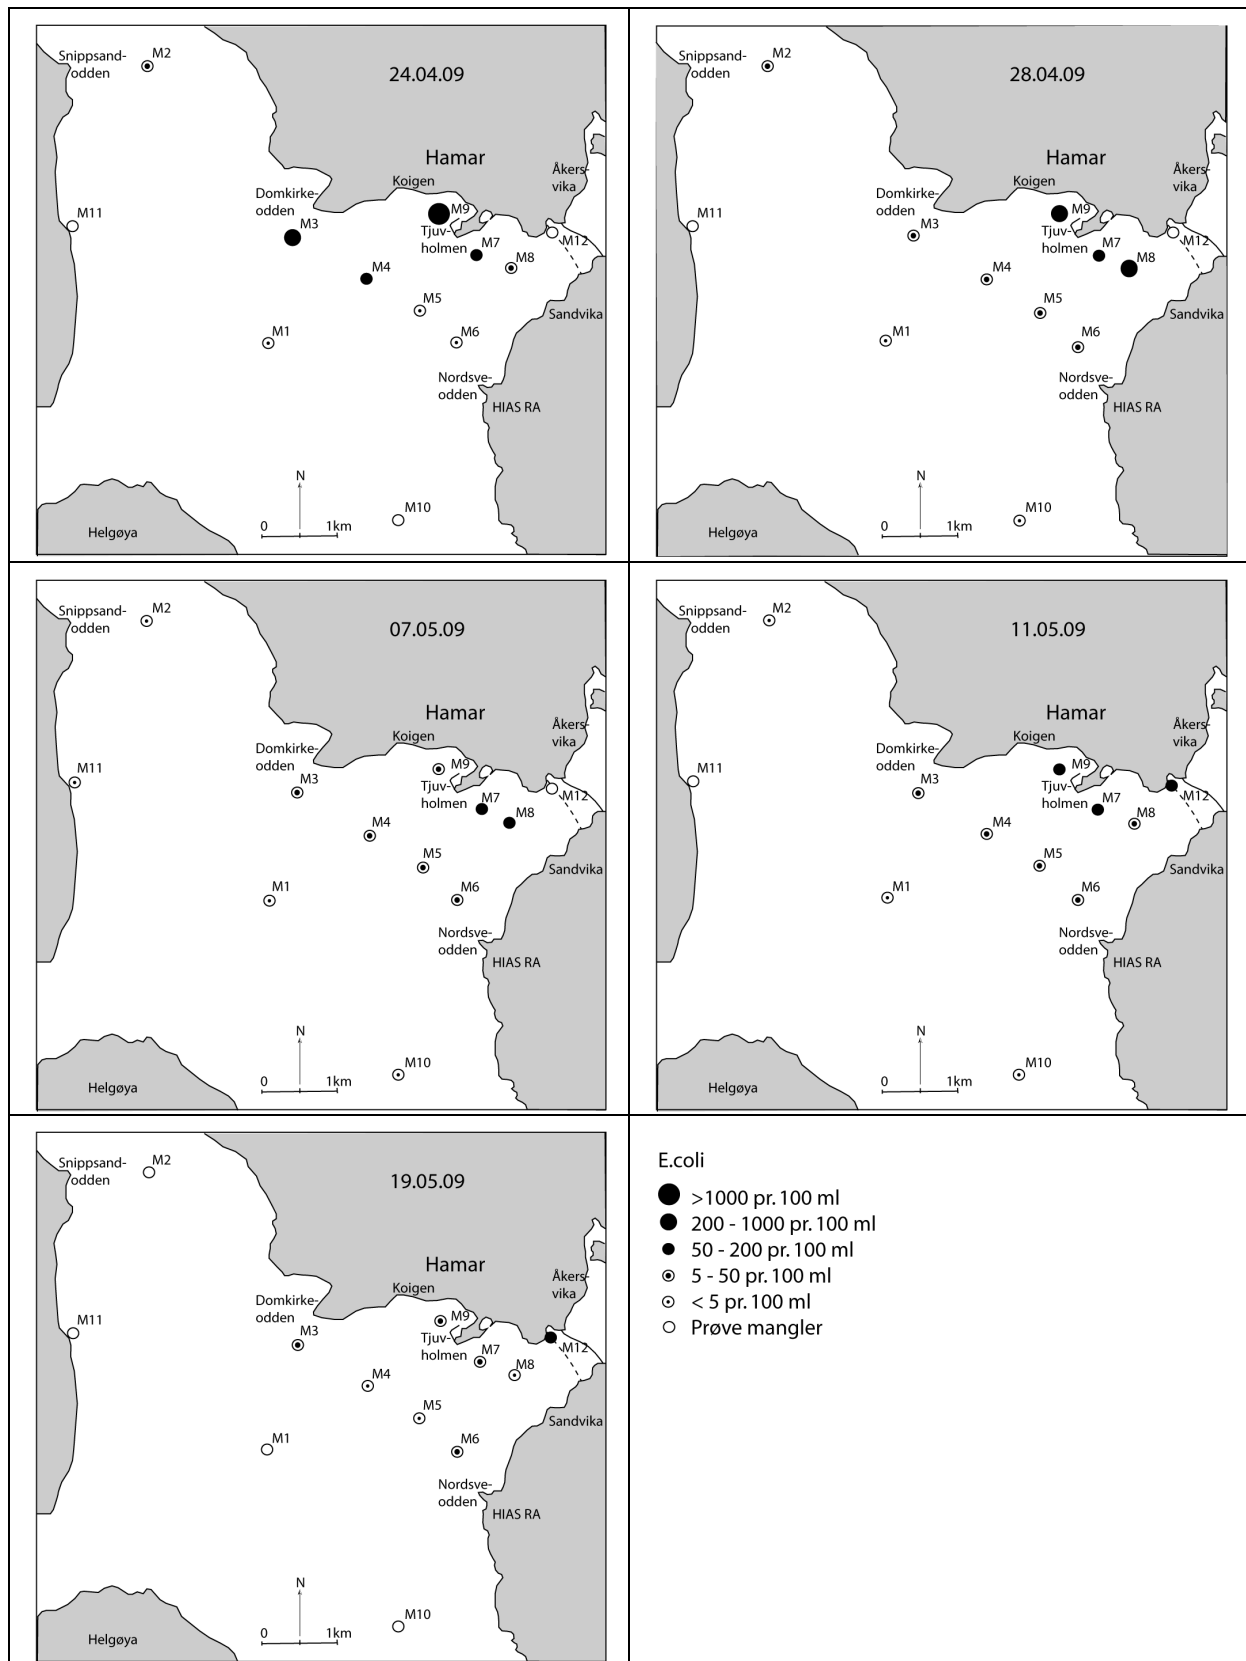 Snippsand-
odden
M2
24.04.09
Hamar
Koigen
Åkers-
vika
Domkirke-
odden
M11
M3
M9
Tjuv-
holmen
M7
M12
M8
M4
M5
Sandvika
M1
M6
Nordsve-
odden
HIAS RA
N
0 1km
M10
Helgøya
Snippsand-
odden
M2
28.04.09
Hamar
Koigen
Åkers-
vika
Domkirke-
odden
M11
M3
M9
Tjuv-
holmen
M7
M12
M8
M4
M5
Sandvika
M1
M6
Nordsve-
odden
HIAS RA
N
0 1km
M10
Helgøya
Snippsand-
odden
M2
07.05.09
Hamar
Koigen
Åkers-
vika
Domkirke-
odden
M11
M3
M9
Tjuv-
holmen
M7
M12
M8
M4
M5
Sandvika
M1
M6
Nordsve-
odden
HIAS RA
N
0 1km
M10
Helgøya
Snippsand-
odden
M2
11.05.09
Hamar
Koigen
Åkers-
vika
Domkirke-
odden
M11
M3
M9
Tjuv-
holmen
M7
M12
M8
M4
M5
Sandvika
M1
M6
Nordsve-
odden
HIAS RA
N
0 1km
M10
Helgøya
Snippsand-
odden
M2
19.05.09
Hamar
Koigen
Åkers-
vika
Domkirke-
odden
M11
M3
M9
Tjuv-
holmen
M7
M12
M8
M4
M5
Sandvika
M1
M6
Nordsve-
odden
HIAS RA
N
0 1km
M10
Helgøya
E.coli
>1000 pr. 100 ml
200 - 1000 pr. 100 ml
50 - 200 pr. 100 ml
5 - 50 pr. 100 ml
< 5 pr. 100 ml
Prøve mangler